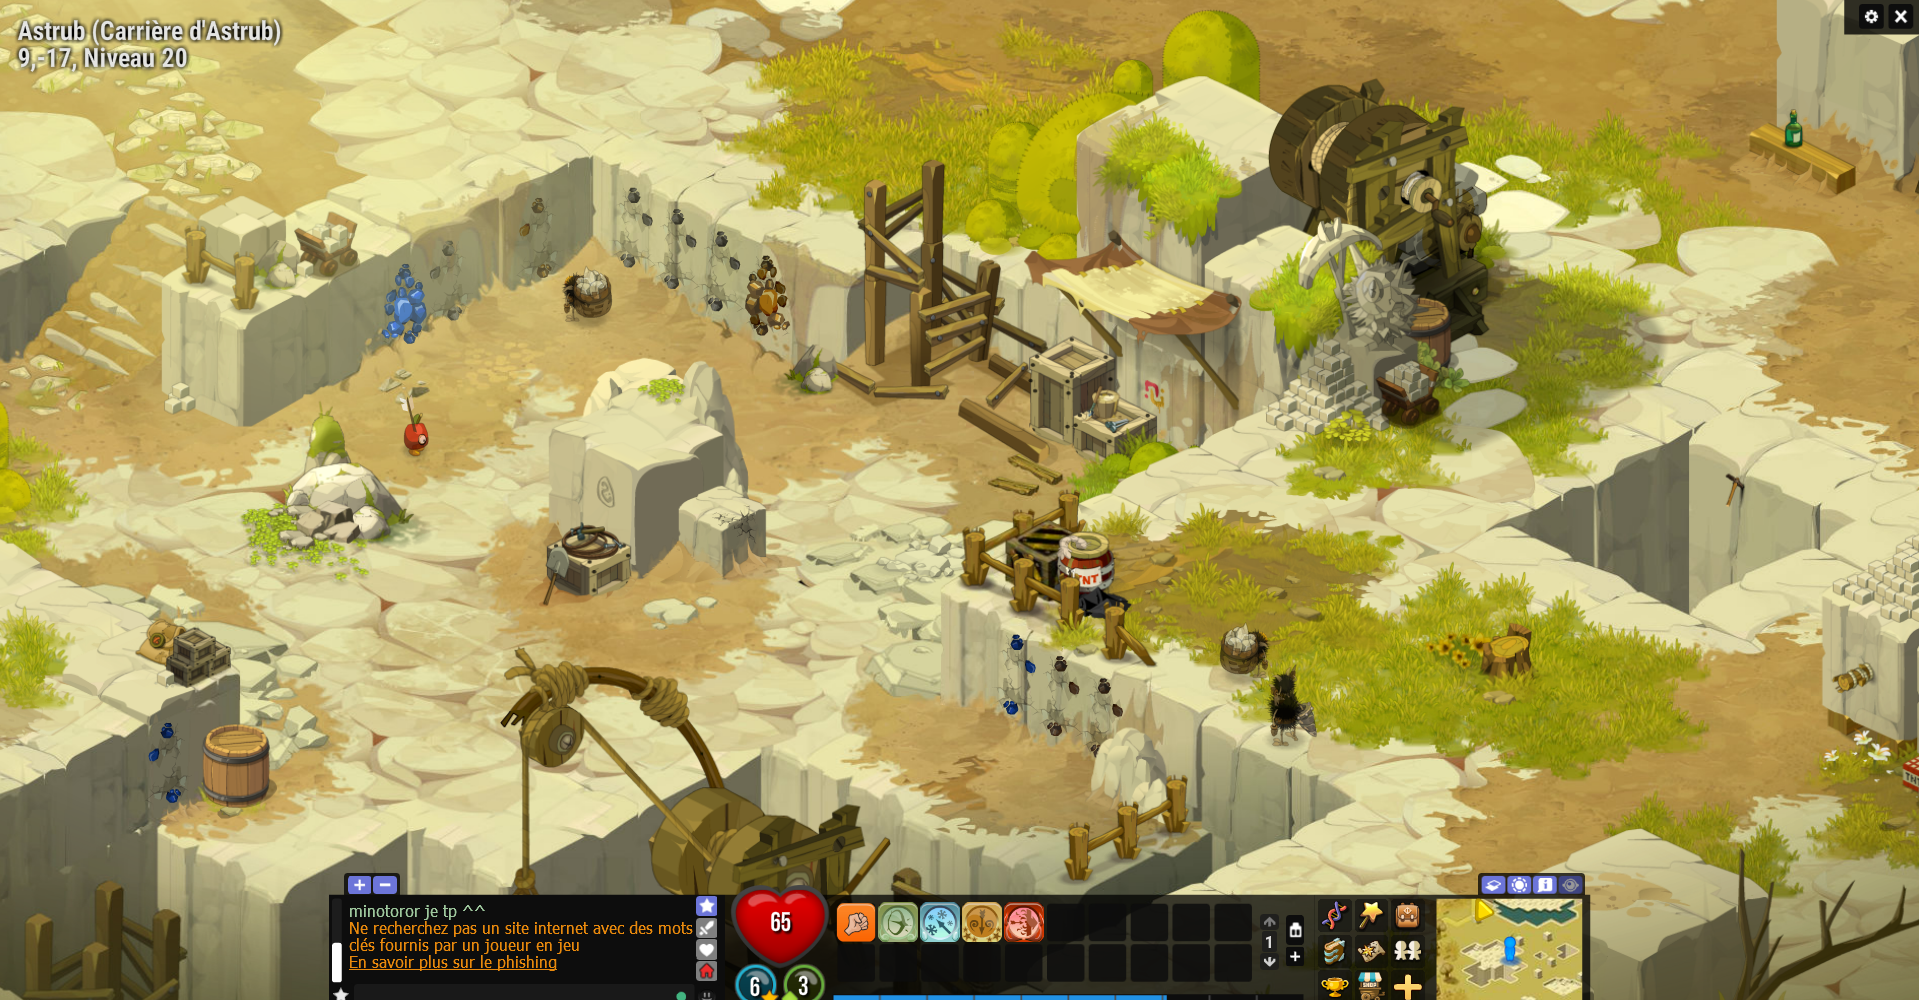 Astrub (Carrière d'Astrub)
9,-17, Niveau 20
TNT
minotoror je tp ^^
Ne recherchez pas un site internet avec des mots
clés fournis par un joueur en jeu
En savoir plus sur le phishing
65
6
3
1
SHOP